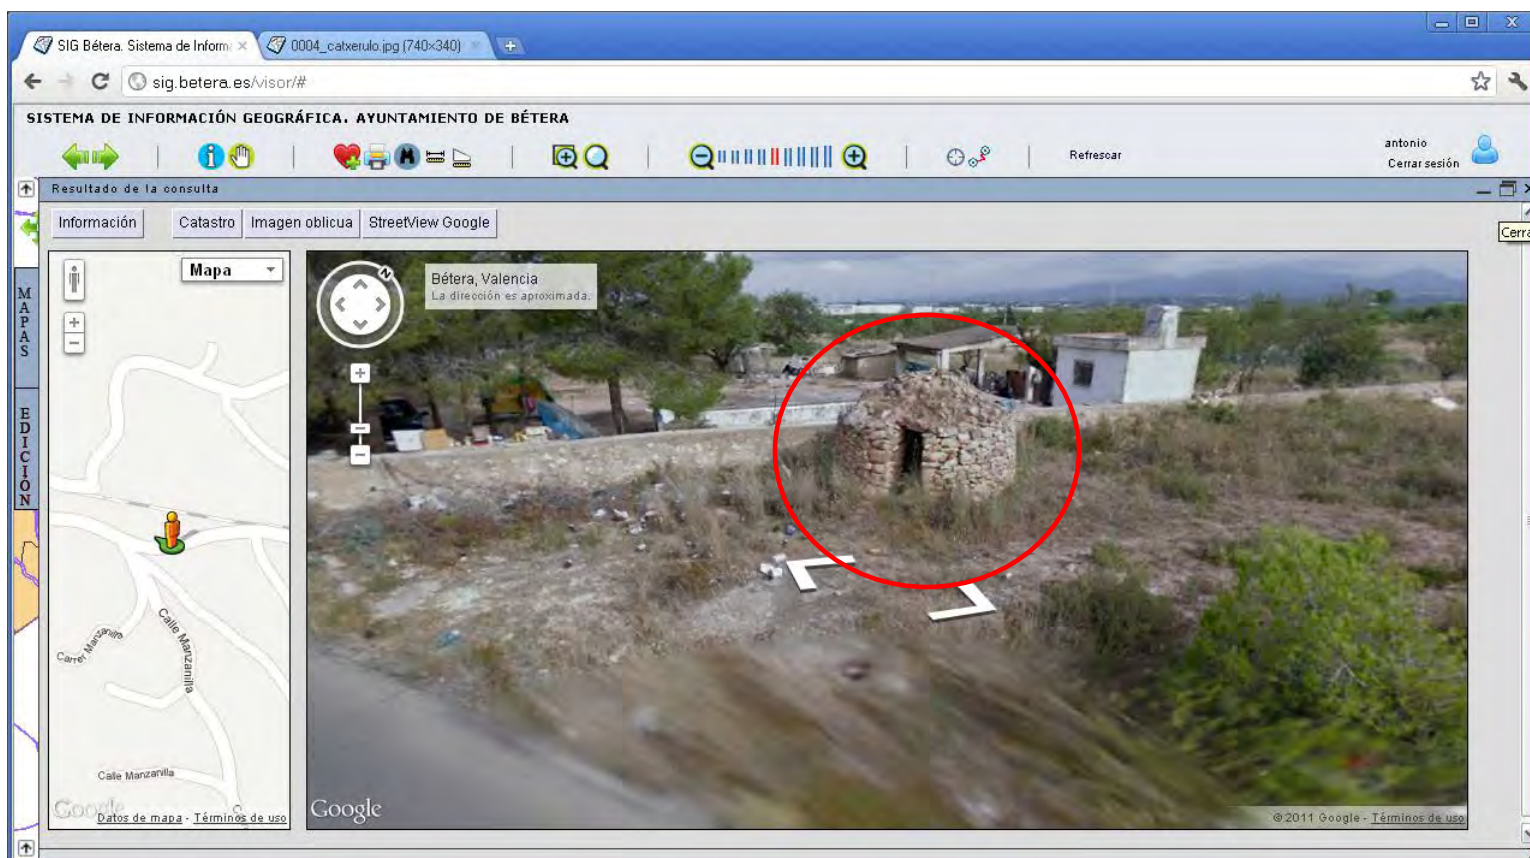 SIG Bétera. Sistema de Inform
0004_catxerulo.jpg (740×340)
sig.betera.es/visor/#
SISTEMA DE INFORMACIÓN GEOGRÁFICA. AYUNTAMIENTO DE BÉTERA
Refrescar
antonio
Cerrar sesión
Resultado de la consulta
Información
Catastro
Imagen oblicua
StreetView Google
Cerra
MAPAS
EDICIÓN
Mapa
N
Bétera, Valencia
La dirección es aproximada.
Carrer Manzanilla
Calle Manzanilla
Calle Manzanilla
Google
Datos de mapa - Términos de uso
Google
©2011 Google - Términos de uso